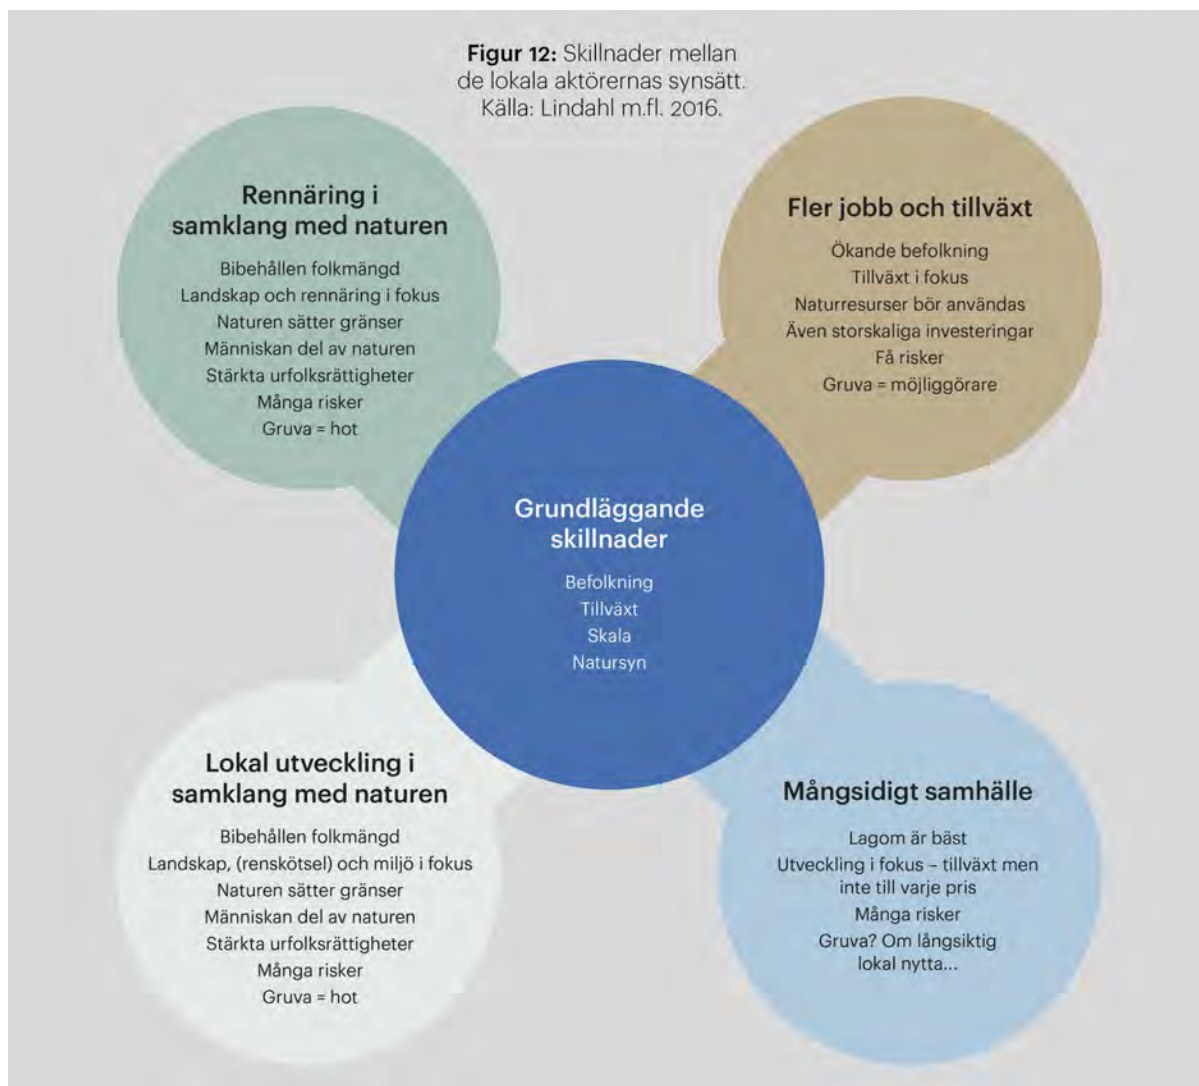 Figur 12: Skillnader mellan
de lokala aktörernas synsätt.
Källa: Lindahl m.fl. 2016.
Rennäring i
samklang med naturen
Bibehållen folkmängd
Landskap och rennäring i fokus
Naturen sätter gränser
Människan del av naturen
Stärkta urfolksrättigheter
Många risker
Gruva = hot
Fler jobb och tillväxt
Ökande befolkning
Tillväxt i fokus
Naturresurser bör användas
Även storskaliga investeringar
Få risker
Gruva = möjliggörare
Grundläggande
skillnader
Befolkning
Tillväxt
Skala
Natursyn
Lokal utveckling i
samklang med naturen
Bibehållen folkmängd
Landskap, (renskötsel) och miljö i fokus
Naturen sätter gränser
Människan del av naturen
Stärkta urfolksrättigheter
Många risker
Gruva = hot
Mångsidigt samhälle
Lagom är bäst
Utveckling i fokus – tillväxt men
inte till varje pris
Många risker
Gruva? Om långsiktig
lokal nytta...